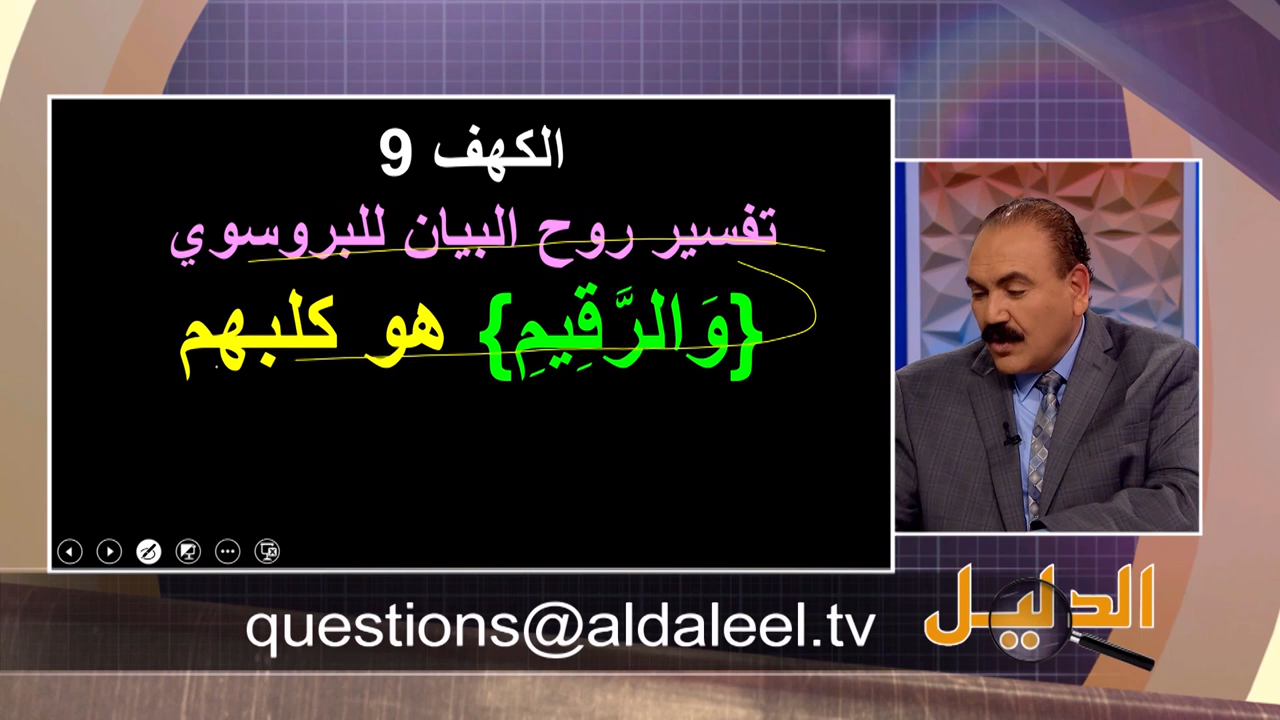 الكهف 9
تفسير روح البيان للبروسوي
{وَالرَّقِيمِ} هو كلبهم
questions@aldaleel.tv
الدليل